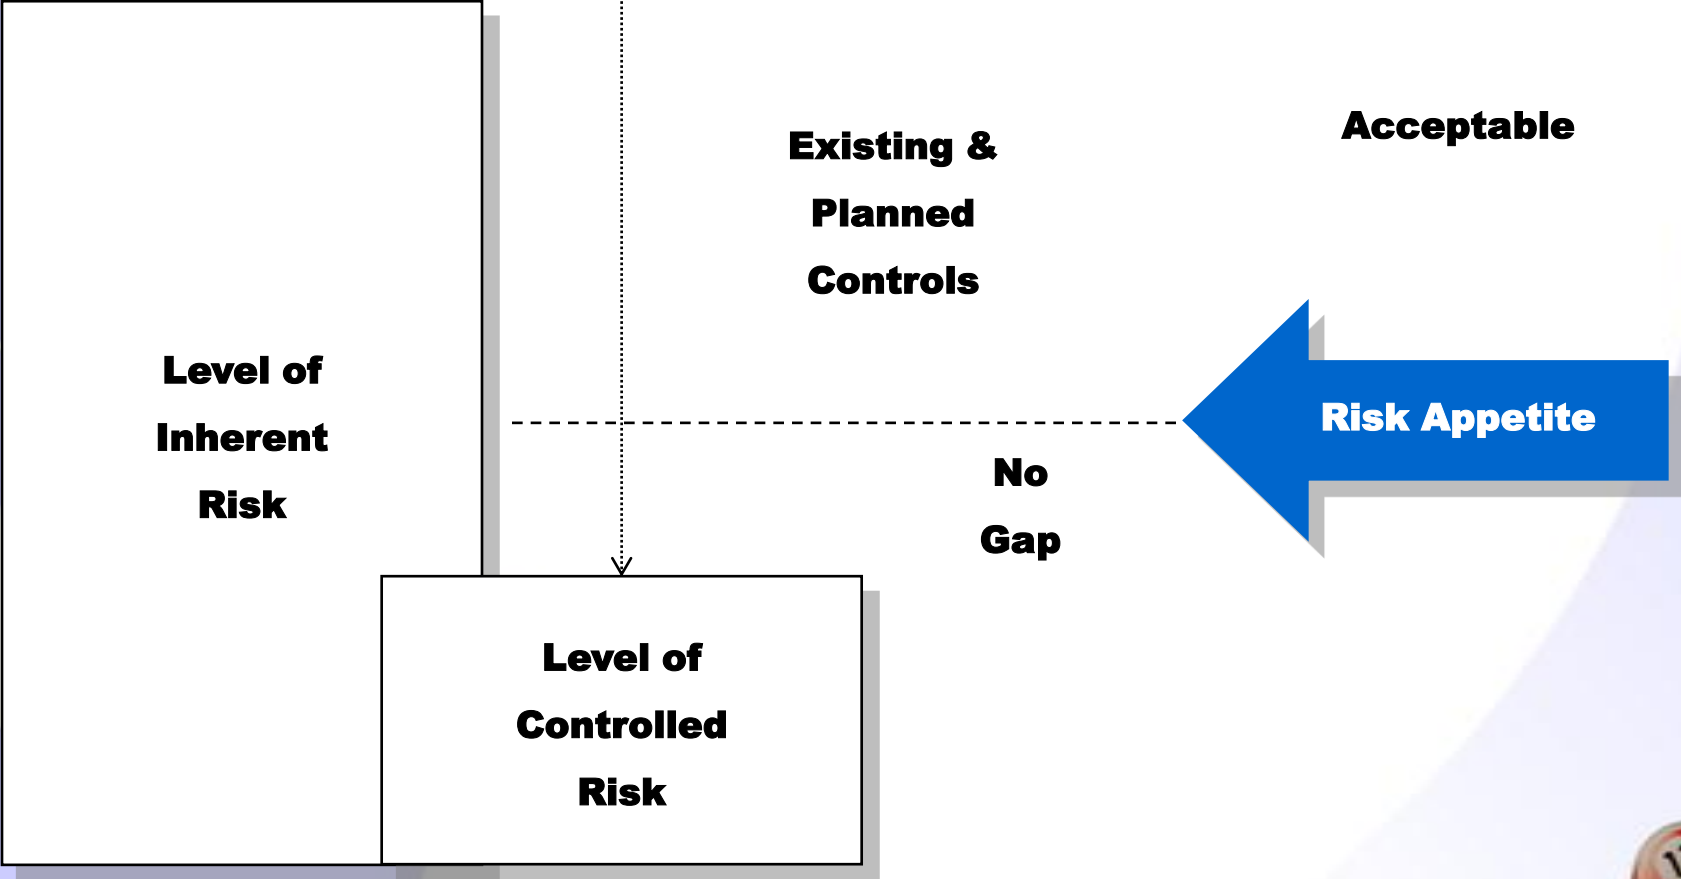 Acceptable
Existing &
Planned
Controls
Level of
Inherent
Risk
Risk Appetite
No
Gap
Level of
Controlled
Risk